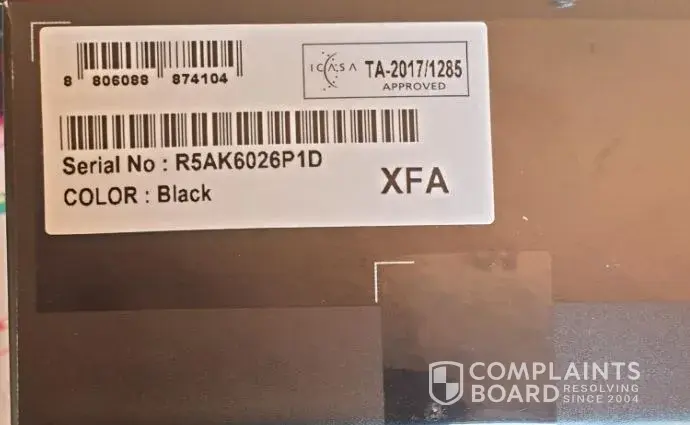 8 806088 874104
ICASA TA-2017/1285
APPROVED
Serial No : R5AK6026P1D
COLOR : Black
XFA
COMPLAINTS
BOARD RESOLVING
SINCE 2004